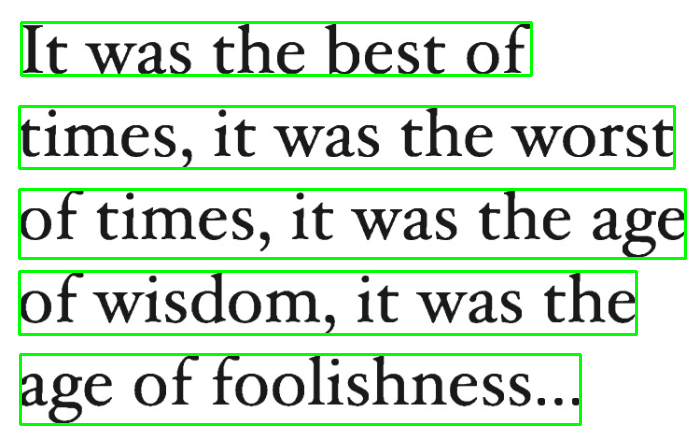 It was the best of
times, it was the worst
of times, it was the age
of wisdom, it was the
age of foolishness...